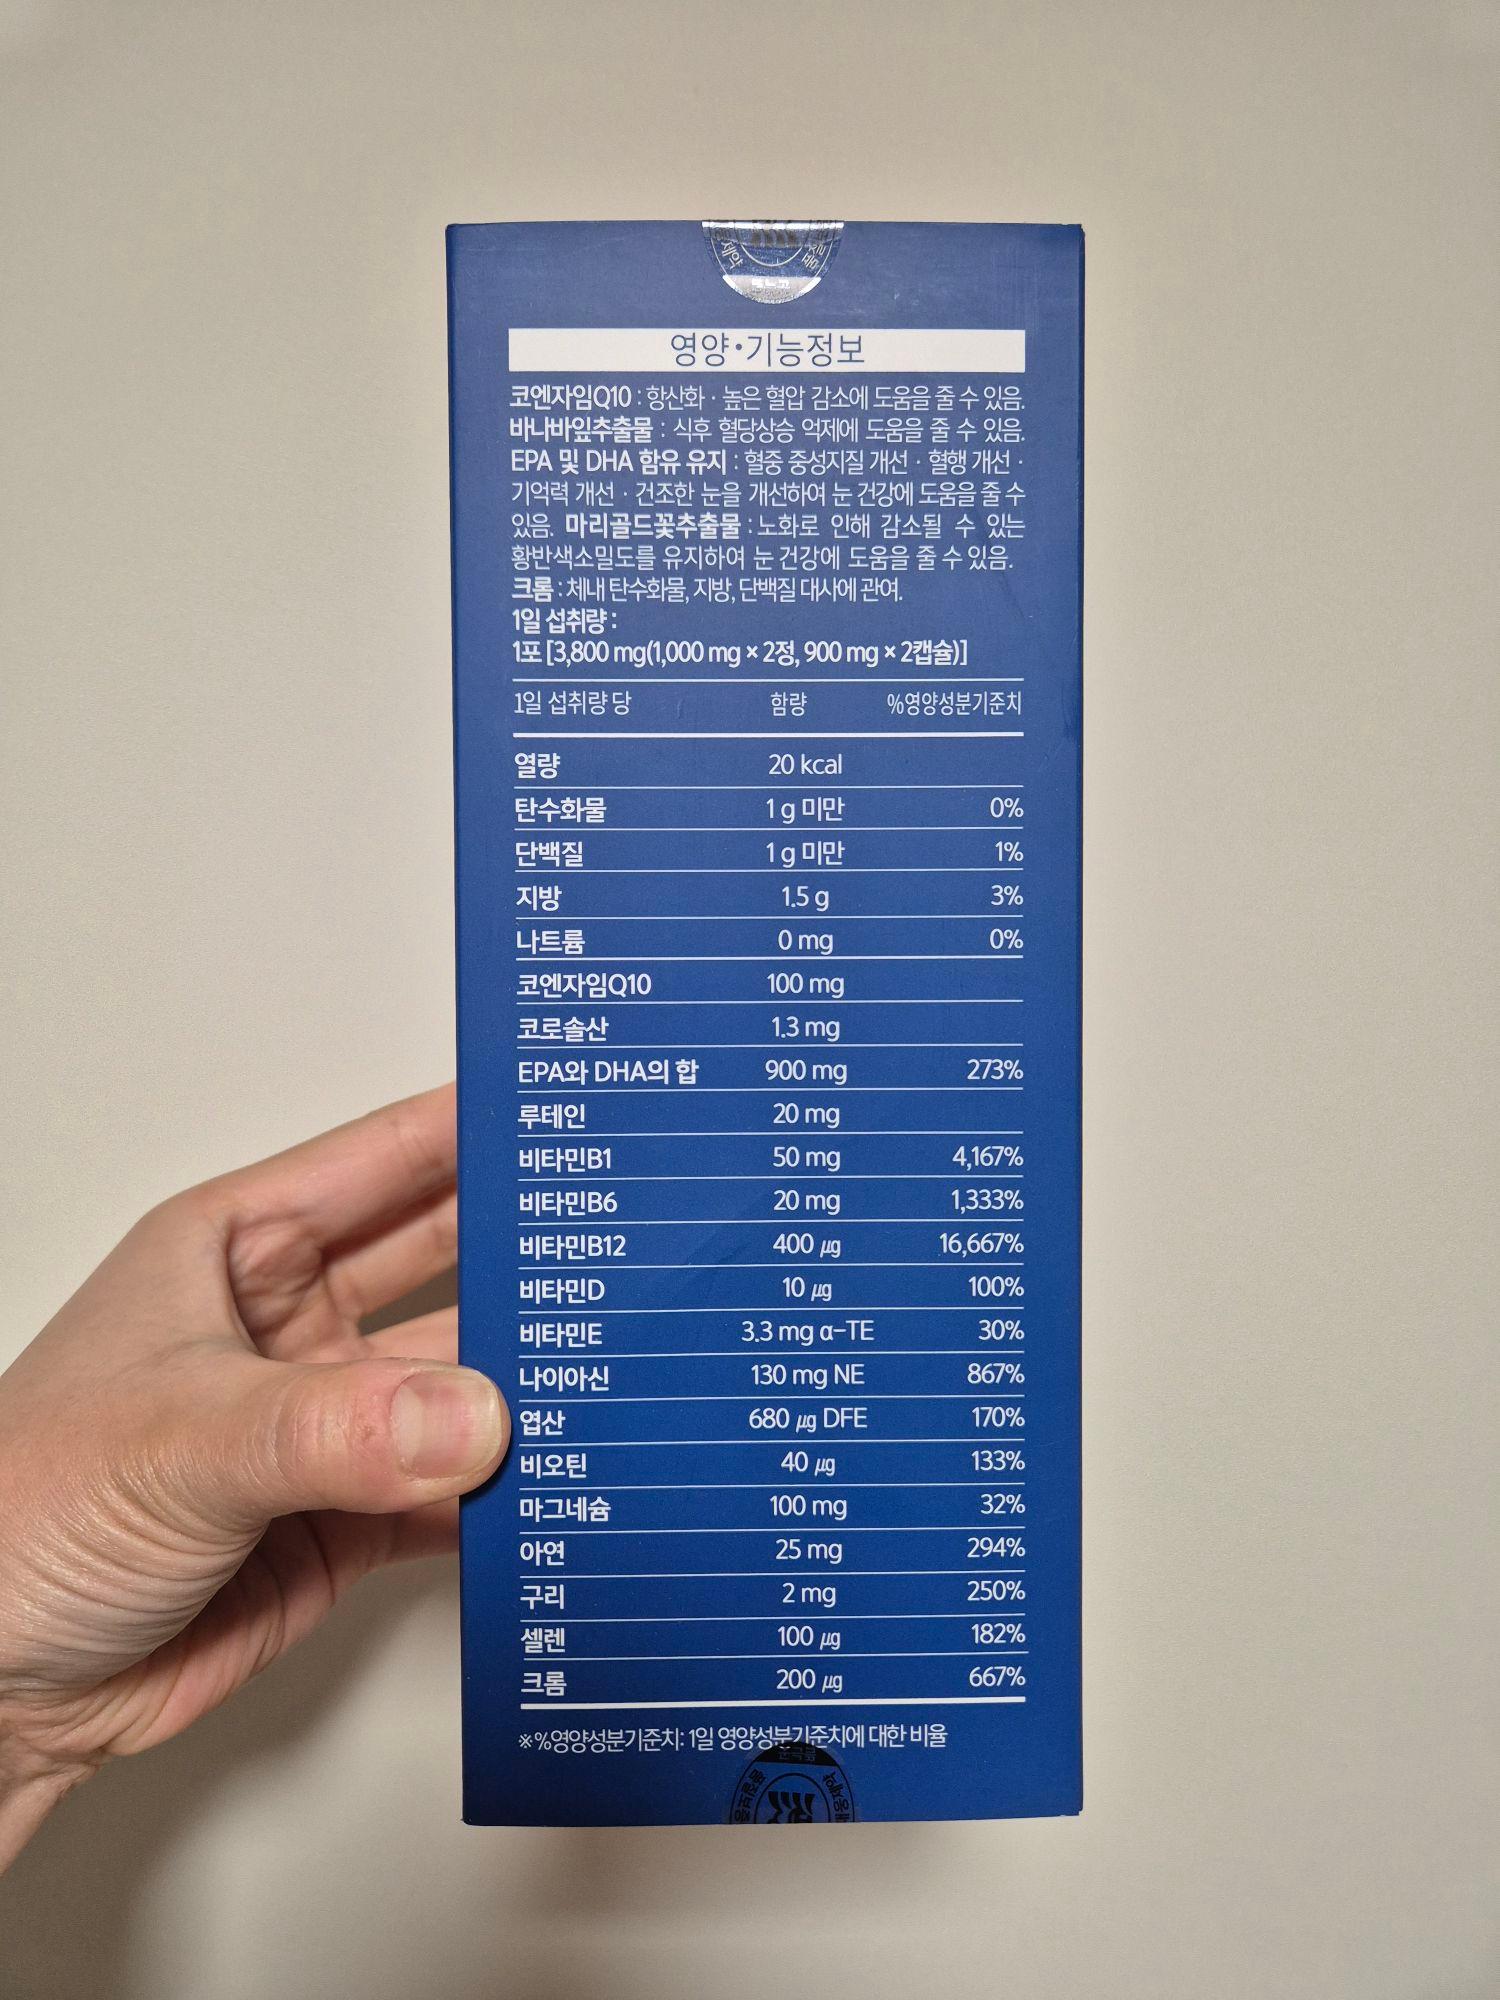 제약
영양·기능정보
코엔자임Q10 : 항산화 · 높은 혈압 감소에 도움을 줄 수 있음.
바나바잎추출물 : 식후 혈당상승 억제에 도움을 줄 수 있음.
EPA 및 DHA 함유 유지 : 혈중 중성지질 개선 · 혈행 개선 ·
기억력 개선 · 건조한 눈을 개선하여 눈 건강에 도움을 줄 수
있음. 마리골드꽃추출물 : 노화로 인해 감소될 수 있는
황반색소밀도를 유지하여 눈 건강에 도움을 줄 수 있음.
크롬 : 체내 탄수화물, 지방, 단백질 대사에 관여.
1일 섭취량 :
1포 [3,800 mg(1,000 mg × 2정, 900 mg × 2캡슐)]
1일 섭취량 당 함량 %영양성분기준치
열량 20 kcal
탄수화물 1 g 미만 0%
단백질 1 g 미만 1%
지방 1.5 g 3%
나트륨 0 mg 0%
코엔자임Q10 100 mg
코로솔산 1.3 mg
EPA와 DHA의 합 900 mg 273%
루테인 20 mg
비타민B1 50 mg 4,167%
비타민B6 20 mg 1,333%
비타민B12 400 ㎍ 16,667%
비타민D 10 ㎍ 100%
비타민E 3.3 mg α-TE 30%
나이아신 130 mg NE 867%
엽산 680 ㎍ DFE 170%
비오틴 40 ㎍ 133%
마그네슘 100 mg 32%
아연 25 mg 294%
구리 2 mg 250%
셀렌 100 ㎍ 182%
크롬 200 ㎍ 667%
※%영양성분기준치: 1일 영양성분기준치에 대한 비율